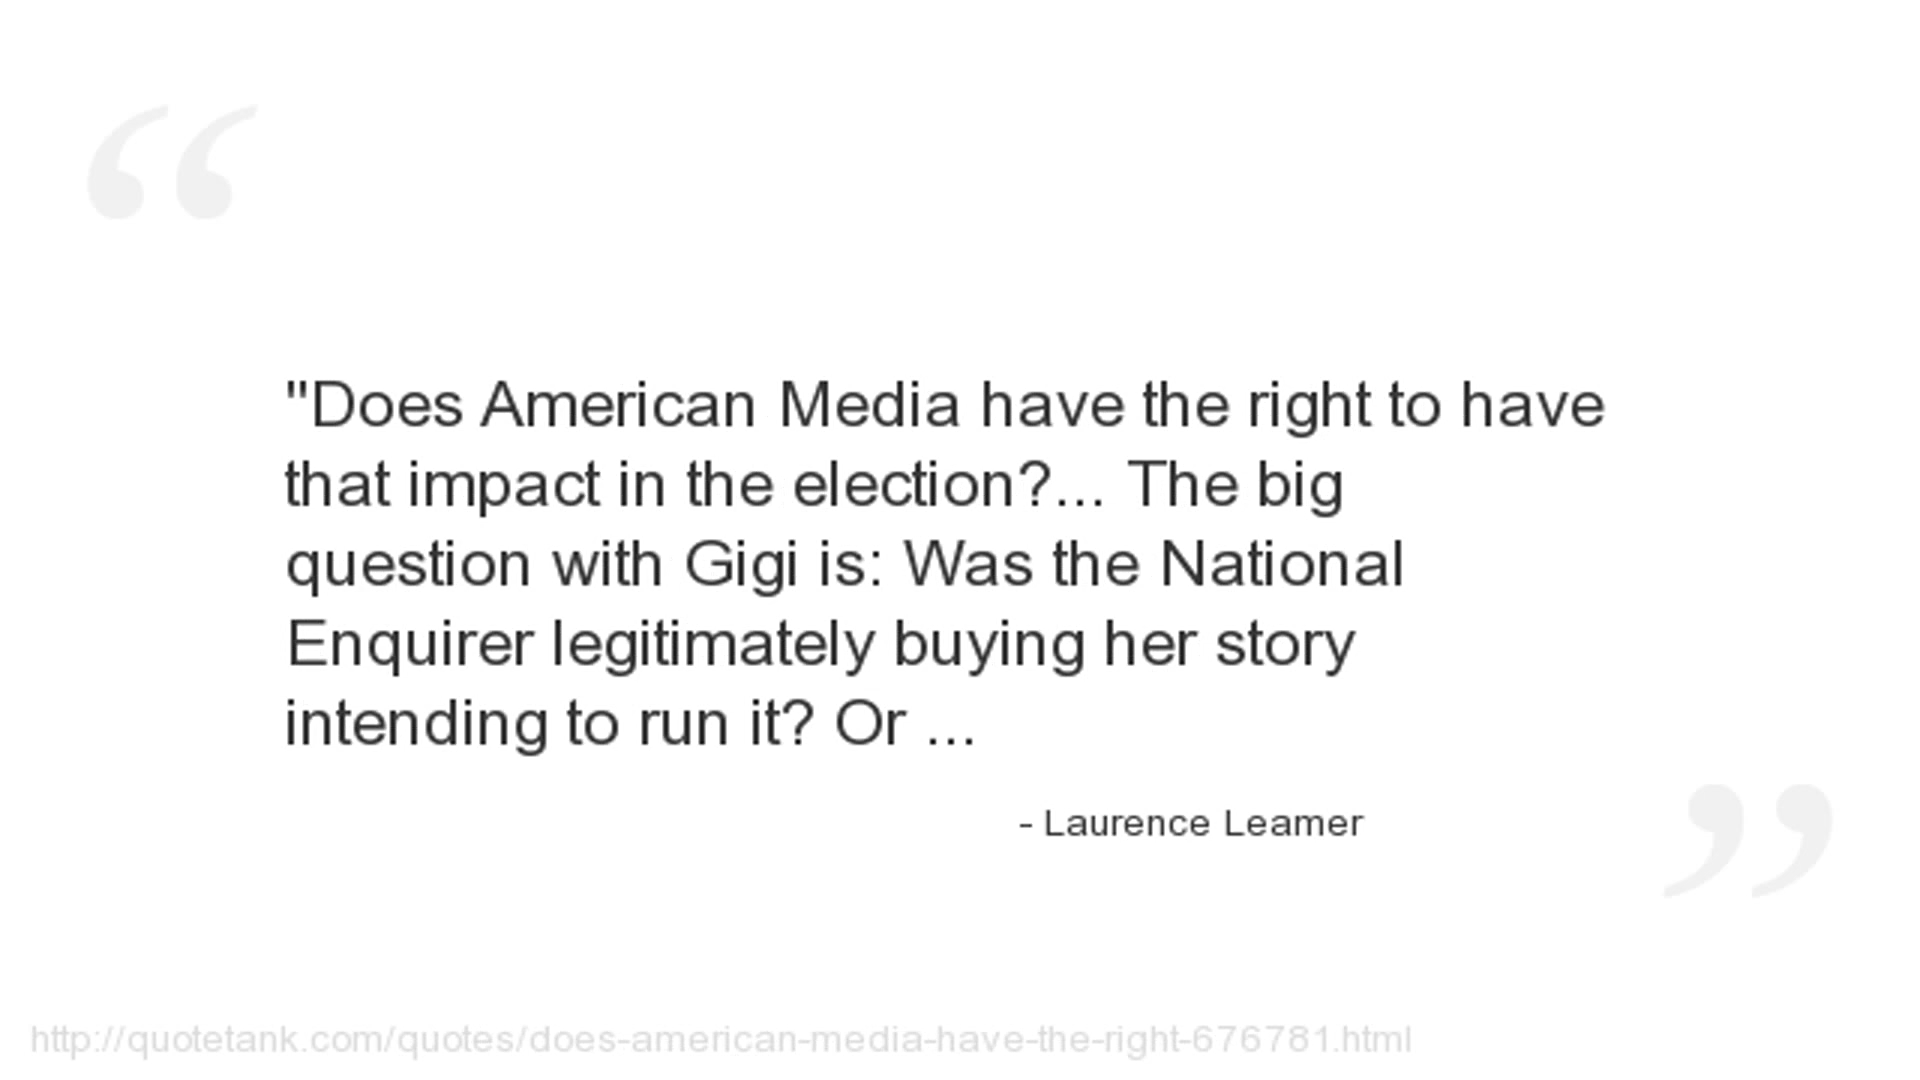 “
"Does American Media have the right to have
that impact in the election?... The big
question with Gigi is: Was the National
Enquirer legitimately buying her story
intending to run it? Or ...
- Laurence Leamer
”
http://quotetank.com/quotes/does-american-media-have-the-right-676781.html